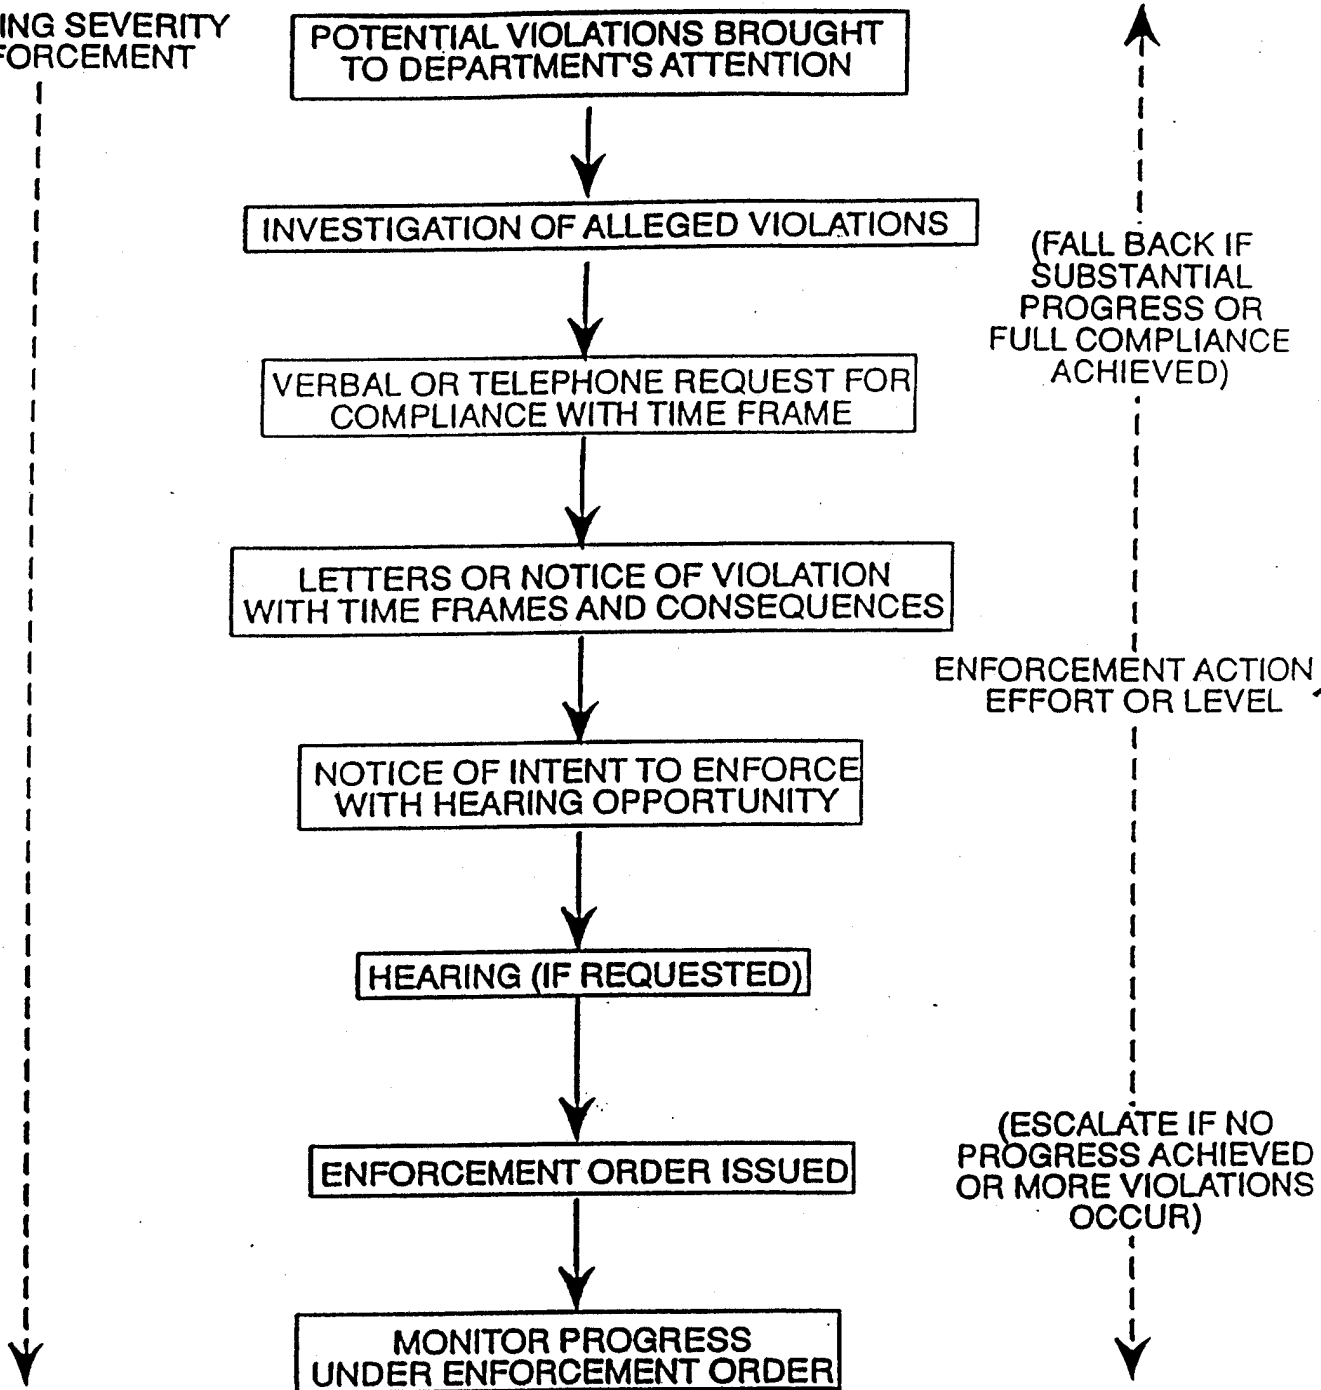 ING SEVERITY
FORCEMENT
POTENTIAL VIOLATIONS BROUGHT
TO DEPARTMENT'S ATTENTION
INVESTIGATION OF ALLEGED VIOLATIONS
(FALL BACK IF
SUBSTANTIAL
PROGRESS OR
FULL COMPLIANCE
ACHIEVED)
VERBAL OR TELEPHONE REQUEST FOR
COMPLIANCE WITH TIME FRAME
LETTERS OR NOTICE OF VIOLATION
WITH TIME FRAMES AND CONSEQUENCES
ENFORCEMENT ACTION
EFFORT OR LEVEL
NOTICE OF INTENT TO ENFORCE
WITH HEARING OPPORTUNITY
HEARING (IF REQUESTED)
ENFORCEMENT ORDER ISSUED
(ESCALATE IF NO
PROGRESS ACHIEVED
OR MORE VIOLATIONS
OCCUR)
MONITOR PROGRESS
UNDER ENFORCEMENT ORDER